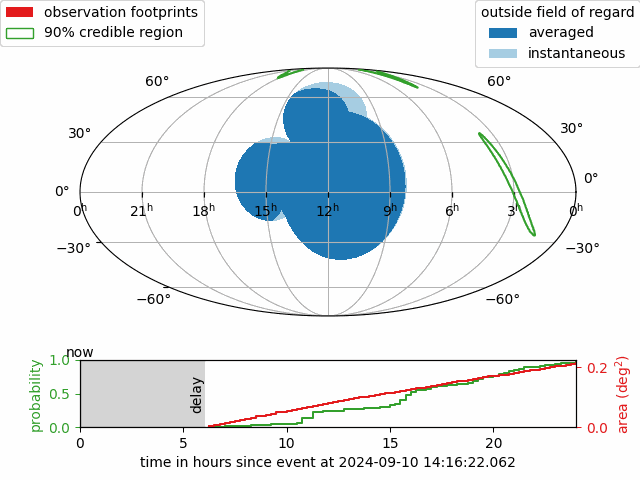 observation footprints
90% credible region
outside field of regard
averaged
instantaneous
60° 60°
30° 30°
0° 0°
0h 21h 18h 15h 12h 9h 6h 3h 0h
−30° −30°
−60° −60°
now
1.0
0.5
0.0
probability
delay
0.2
0.0
area (deg²)
0 5 10 15 20
time in hours since event at 2024-09-10 14:16:22.062